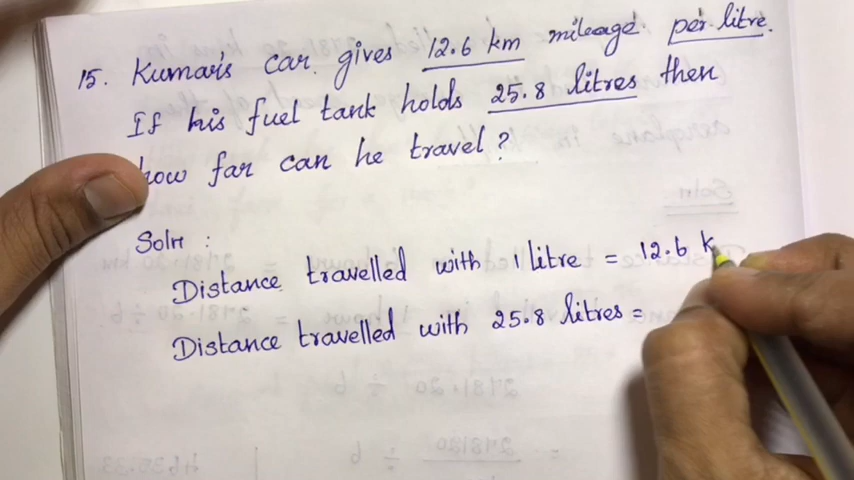 15. Kumar's car gives 12.6 km mileage per litre.
If his fuel tank holds 25.8 litres then
how far can he travel?
Soln :
Distance travelled with 1 litre = 12.6 k
Distance travelled with 25.8 litres =